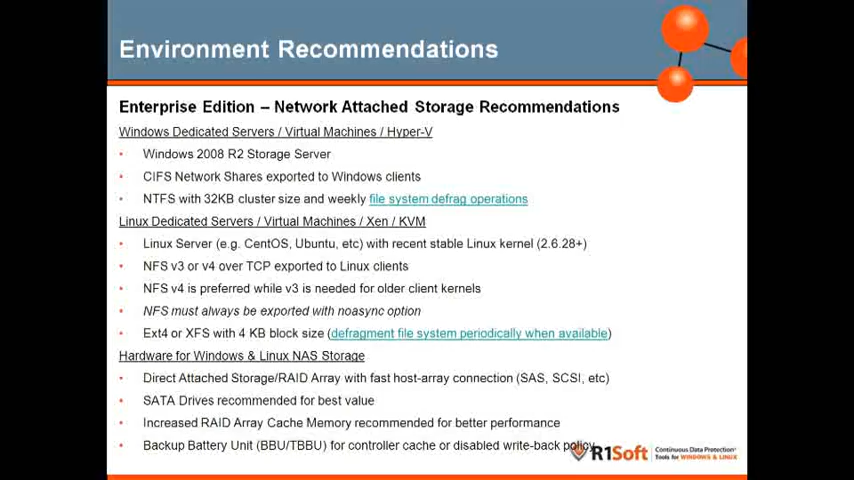 Environment Recommendations
Enterprise Edition – Network Attached Storage Recommendations
Windows Dedicated Servers / Virtual Machines / Hyper-V
• Windows 2008 R2 Storage Server
• CIFS Network Shares exported to Windows clients
• NTFS with 32KB cluster size and weekly file system defrag operations
Linux Dedicated Servers / Virtual Machines / Xen / KVM
• Linux Server (e.g. CentOS, Ubuntu, etc) with recent stable Linux kernel (2.6.28+)
• NFS v3 or v4 over TCP exported to Linux clients
• NFS v4 is preferred while v3 is needed for older client kernels
• NFS must always be exported with noasync option
• Ext4 or XFS with 4 KB block size (defragment file system periodically when available)
Hardware for Windows & Linux NAS Storage
• Direct Attached Storage/RAID Array with fast host-array connection (SAS, SCSI, etc)
• SATA Drives recommended for best value
• Increased RAID Array Cache Memory recommended for better performance
• Backup Battery Unit (BBU/TBBU) for controller cache or disabled write-back policy
R1Soft
Continuous Data Protection®
Tools for WINDOWS & LINUX